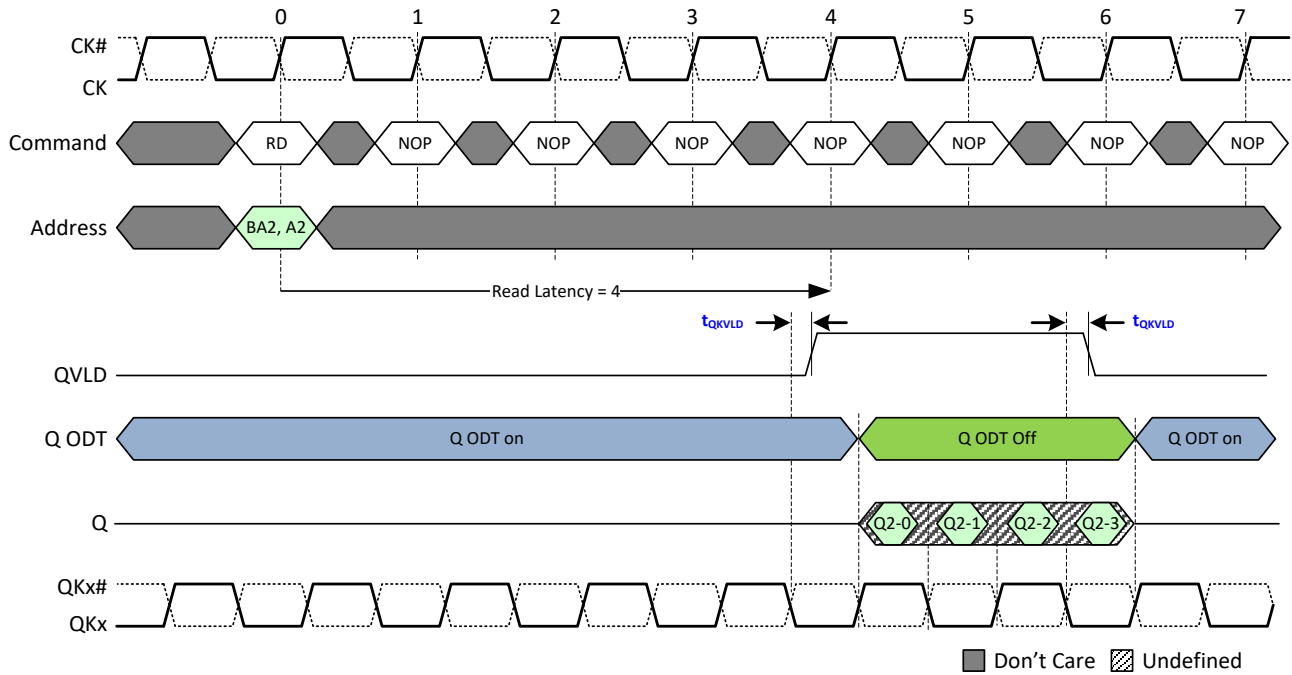 0 1 2 3 4 5 6 7
CK#
CK
Command RD NOP NOP NOP NOP NOP NOP NOP
Address BA2, A2
Read Latency = 4
tQKVLD tQKVLD
QVLD
Q ODT Q ODT on Q ODT Off Q ODT on
Q Q2-0 Q2-1 Q2-2 Q2-3
QKx#
QKx
Don't Care Undefined